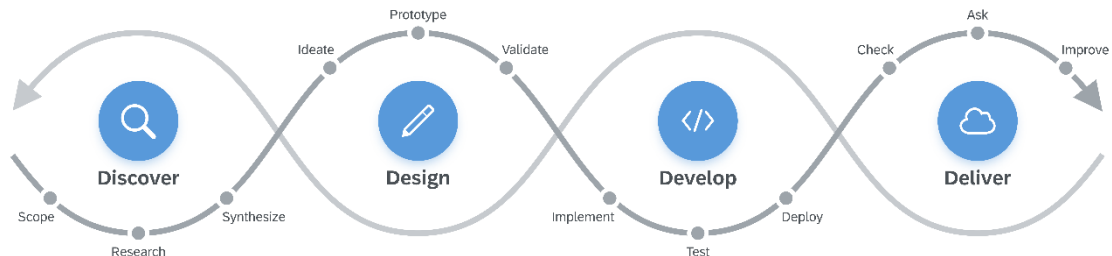 Prototype
Ask
Ideate
Validate
Check
Improve
</>
Discover
Design
Develop
Deliver
Scope
Synthesize
Implement
Deploy
Research
Test